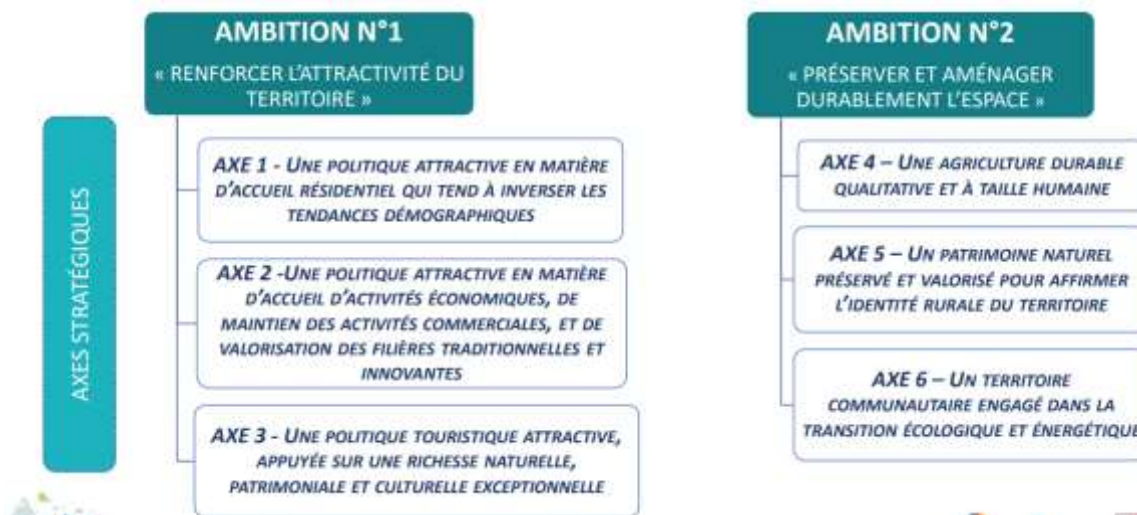 AMBITION N°1
« RENFORCER L'ATTRACTIVITÉ DU
TERRITOIRE »
AXES STRATÉGIQUES
AXE 1 - UNE POLITIQUE ATTRACTIVE EN MATIÈRE
D'ACCUEIL RÉSIDENTIEL QUI TEND À INVERSER LES
TENDANCES DÉMOGRAPHIQUES
AXE 2 -UNE POLITIQUE ATTRACTIVE EN MATIÈRE
D'ACCUEIL D'ACTIVITÉS ÉCONOMIQUES, DE
MAINTIEN DES ACTIVITÉS COMMERCIALES, ET DE
VALORISATION DES FILIÈRES TRADITIONNELLES ET
INNOVANTES
AXE 3 - UNE POLITIQUE TOURISTIQUE ATTRACTIVE,
APPUYÉE SUR UNE RICHESSE NATURELLE,
PATRIMONIALE ET CULTURELLE EXCEPTIONNELLE
AMBITION N°2
« PRÉSERVER ET AMÉNAGER
DURABLEMENT L'ESPACE »
AXE 4 – UNE AGRICULTURE DURABLE
QUALITATIVE ET À TAILLE HUMAINE
AXE 5 – UN PATRIMOINE NATUREL
PRÉSERVÉ ET VALORISÉ POUR AFFIRMER
L'IDENTITÉ RURALE DU TERRITOIRE
AXE 6 – UN TERRITOIRE
COMMUNAUTAIRE ENGAGÉ DANS LA
TRANSITION ÉCOLOGIQUE ET ÉNERGÉTIQUE